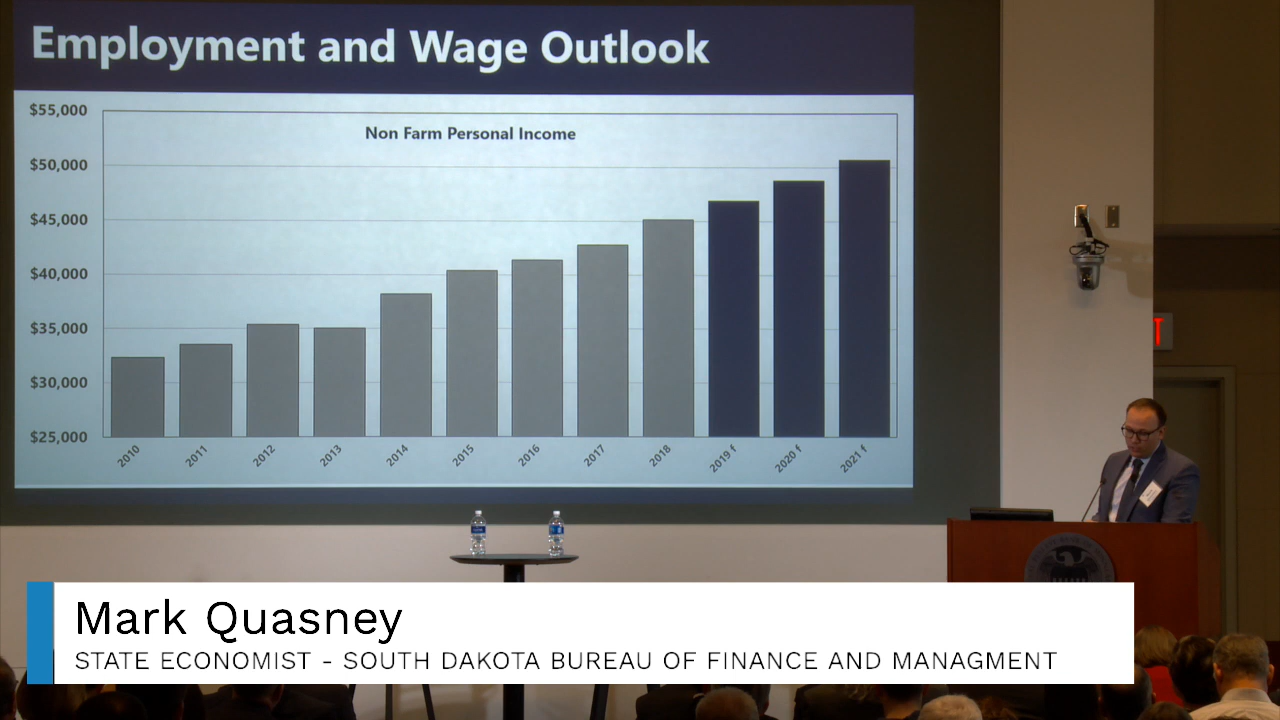 Employment and Wage Outlook
Non Farm Personal Income
$55,000
$50,000
$45,000
$40,000
$35,000
$30,000
$25,000
2010
2011
2012
2013
2014
2015
2016
2017
2018
2019 f
2020 f
2021 f
Mark Quasney
STATE ECONOMIST - SOUTH DAKOTA BUREAU OF FINANCE AND MANAGMENT